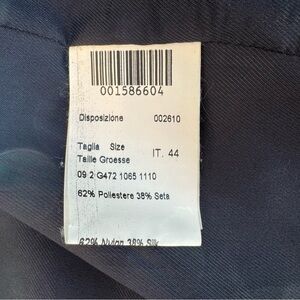 001586604
Disposizione 002610
Taglia Size
Taille Groesse IT. 44
09 2 G472 1065 1110
62% Poliestere 38% Seta
62% Nylon 38% Silk